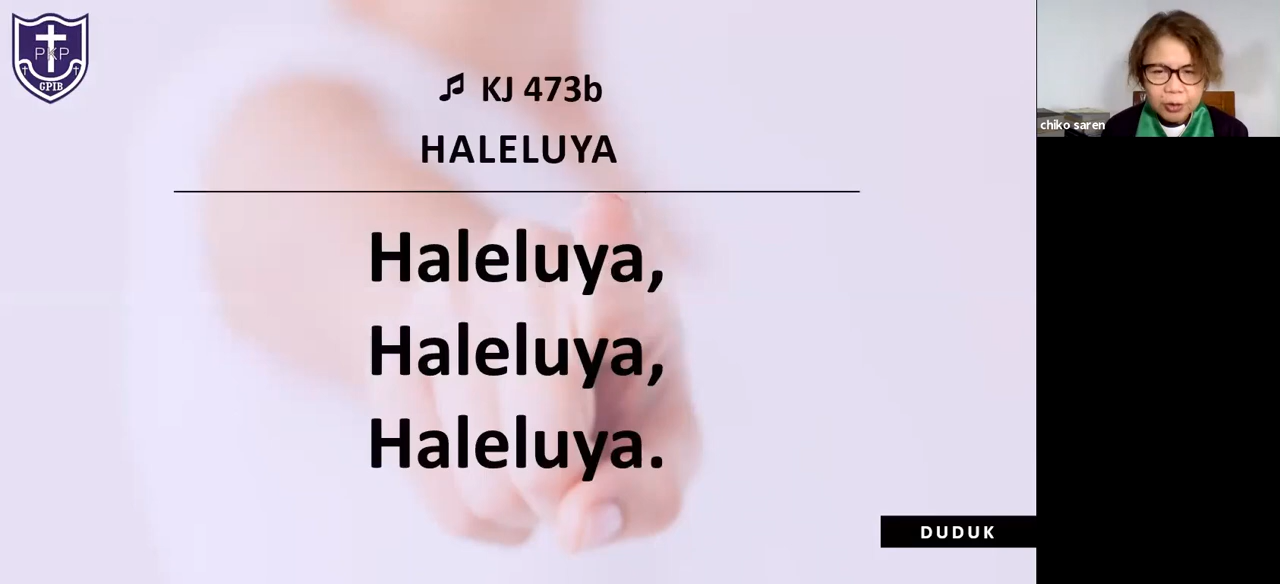 PKP
GPIB
♫ KJ 473b
HALELUYA
Haleluya,
Haleluya,
Haleluya.
DUDUK
chiko saren